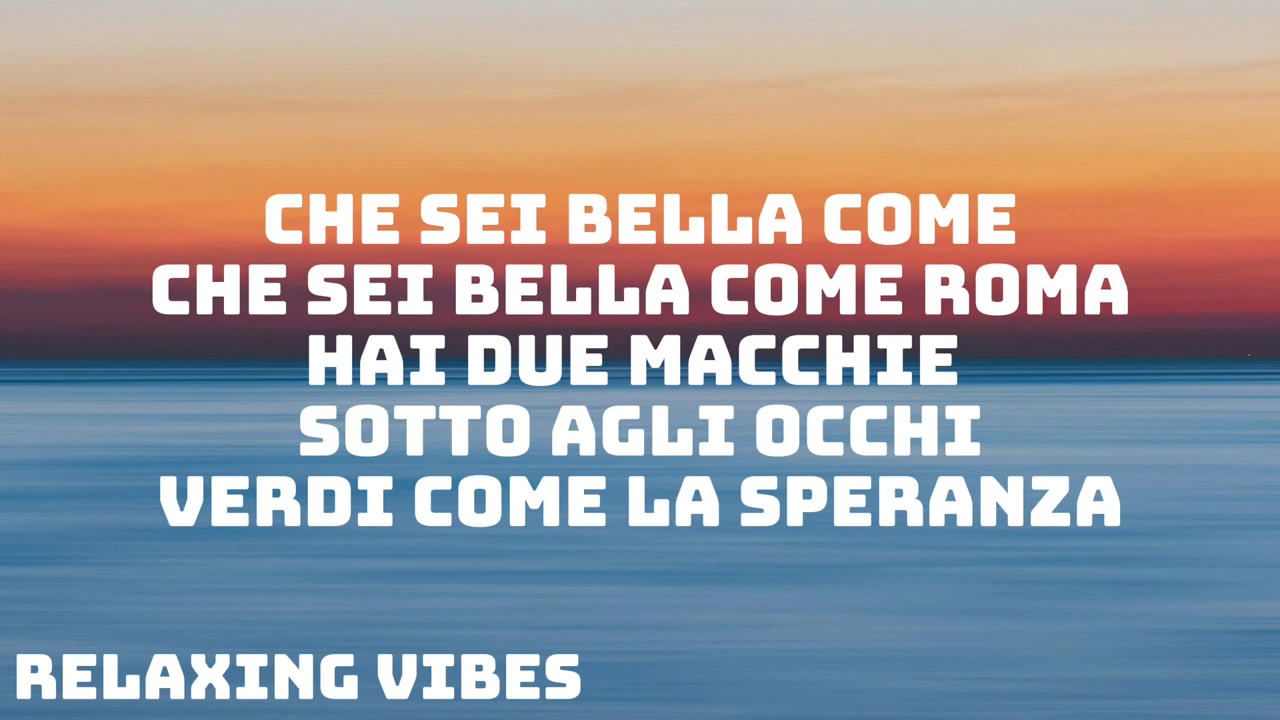 CHE SEI BELLA COME
CHE SEI BELLA COME ROMA
HAI DUE MACCHIE
SOTTO AGLI OCCHI
VERDI COME LA SPERANZA
RELAXING VIBES